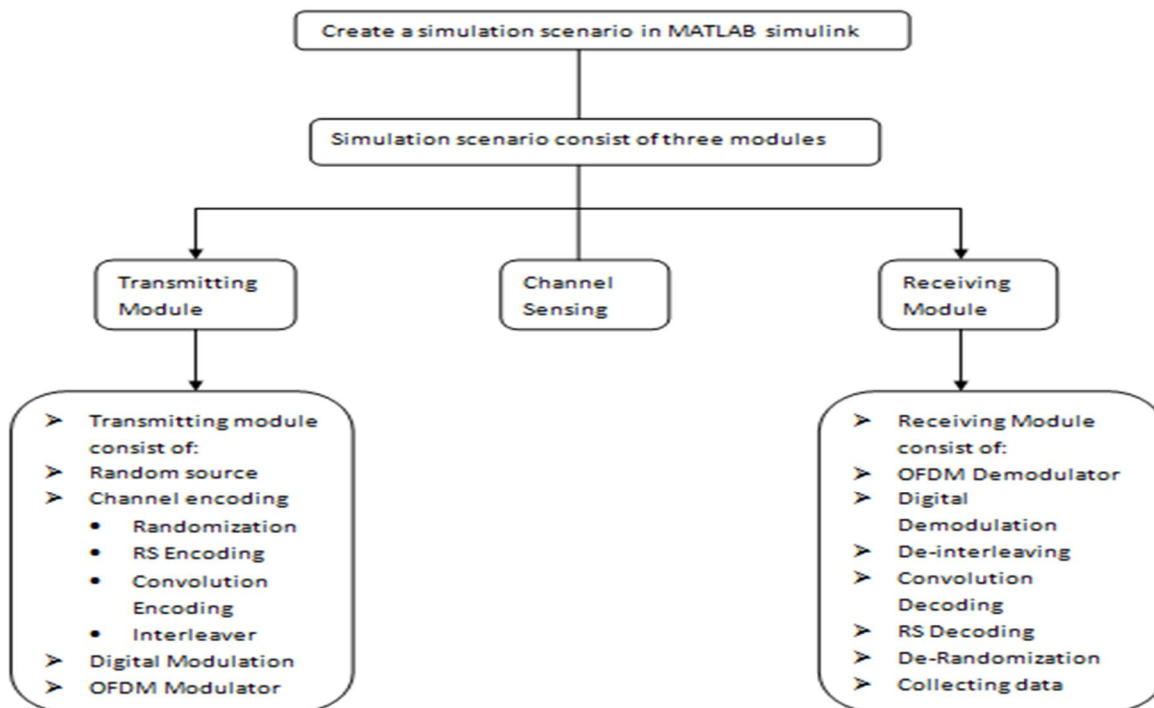 Create a simulation scenario in MATLAB simulink
Simulation scenario consist of three modules
Transmitting
Module
Channel
Sensing
Receiving
Module
➢ Transmitting module
consist of:
➢ Random source
➢ Channel encoding
• Randomization
• RS Encoding
• Convolution
Encoding
• Interleaver
➢ Digital Modulation
➢ OFDM Modulator
➢ Receiving Module
consist of:
➢ OFDM Demodulator
➢ Digital
Demodulation
➢ De-interleaving
➢ Convolution
Decoding
➢ RS Decoding
➢ De-Randomization
➢ Collecting data